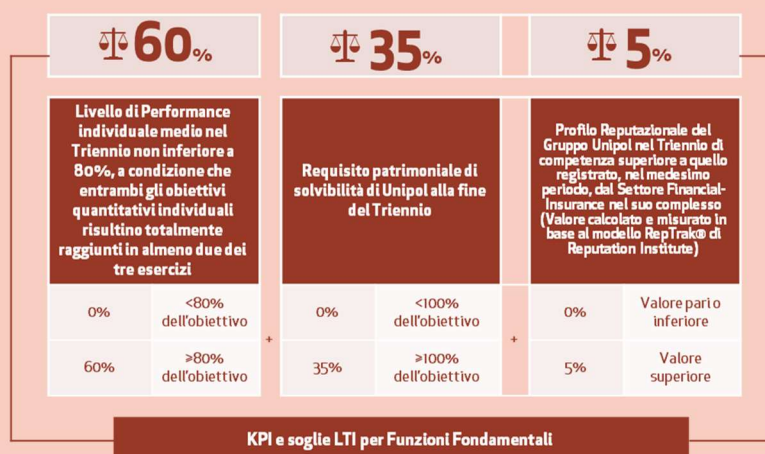 60%
35%
5%
Livello di Performance
individuale medio nel
Triennio non inferiore a
80%, a condizione che
entrambi gli obiettivi
quantitativi individuali
risultino totalmente
raggiunti in almeno due dei
tre esercizi
Requisito patrimoniale di
solvibilità di Unipol alla fine
del Triennio
Profilo Reputazionale del
Gruppo Unipol nel Triennio di
competenza superiore a quello
registrato, nel medesimo
periodo, dal Settore Financial-
Insurance nel suo complesso
(Valore calcolato e misurato in
base al modello RepTrak® di
Reputation Institute)
0%
<80%
dell'obiettivo
+
0%
<100%
dell'obiettivo
+
0%
Valore pari o
inferiore
60%
≥80%
dell'obiettivo
35%
≥100%
dell'obiettivo
5%
Valore
superiore
KPI e soglie LTI per Funzioni Fondamentali